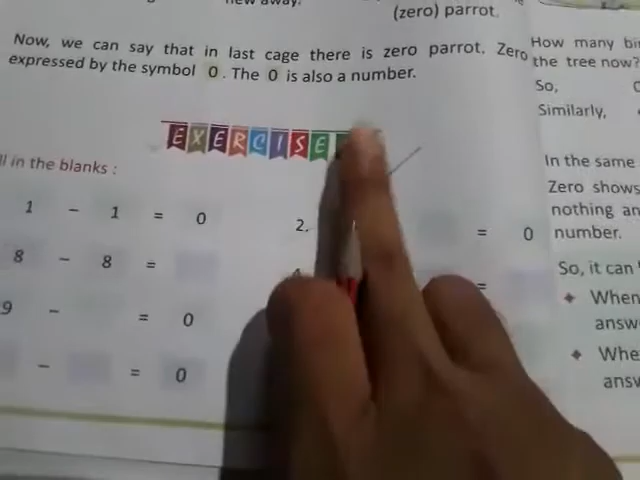 new away.
(zero) parrot.
Now, we can say that in last cage there is zero parrot. Zero
expressed by the symbol 0. The 0 is also a number.
EXERCISE
ll in the blanks :
1 - 1 = 0
2. = 0
8 - 8 =
=
9 - = 0
- = 0
How many
the tree now?
So,
Similarly,
In the same
Zero shows
nothing
number.
So, it can
When
answ
Whe
answ